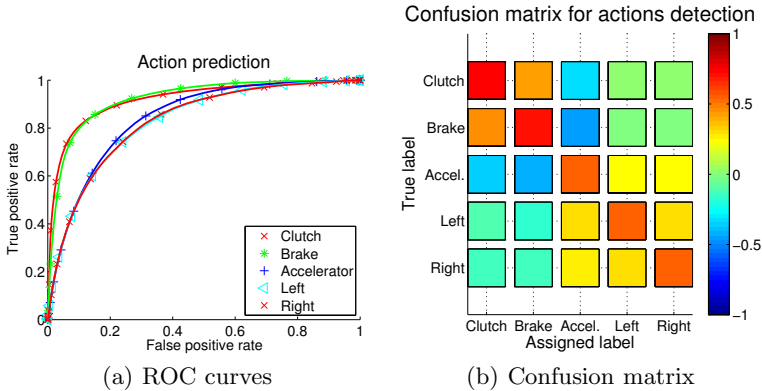 Action prediction
True positive rate
1
0.8
0.6
0.4
0.2
0
0
0.2
0.4
0.6
0.8
1
False positive rate
Clutch
Brake
Accelerator
Left
Right
(a) ROC curves
Confusion matrix for actions detection
True label
Clutch
Brake
Accel.
Left
Right
Clutch
Brake
Accel.
Left
Right
Assigned label
1
0.5
0
−0.5
−1
(b) Confusion matrix